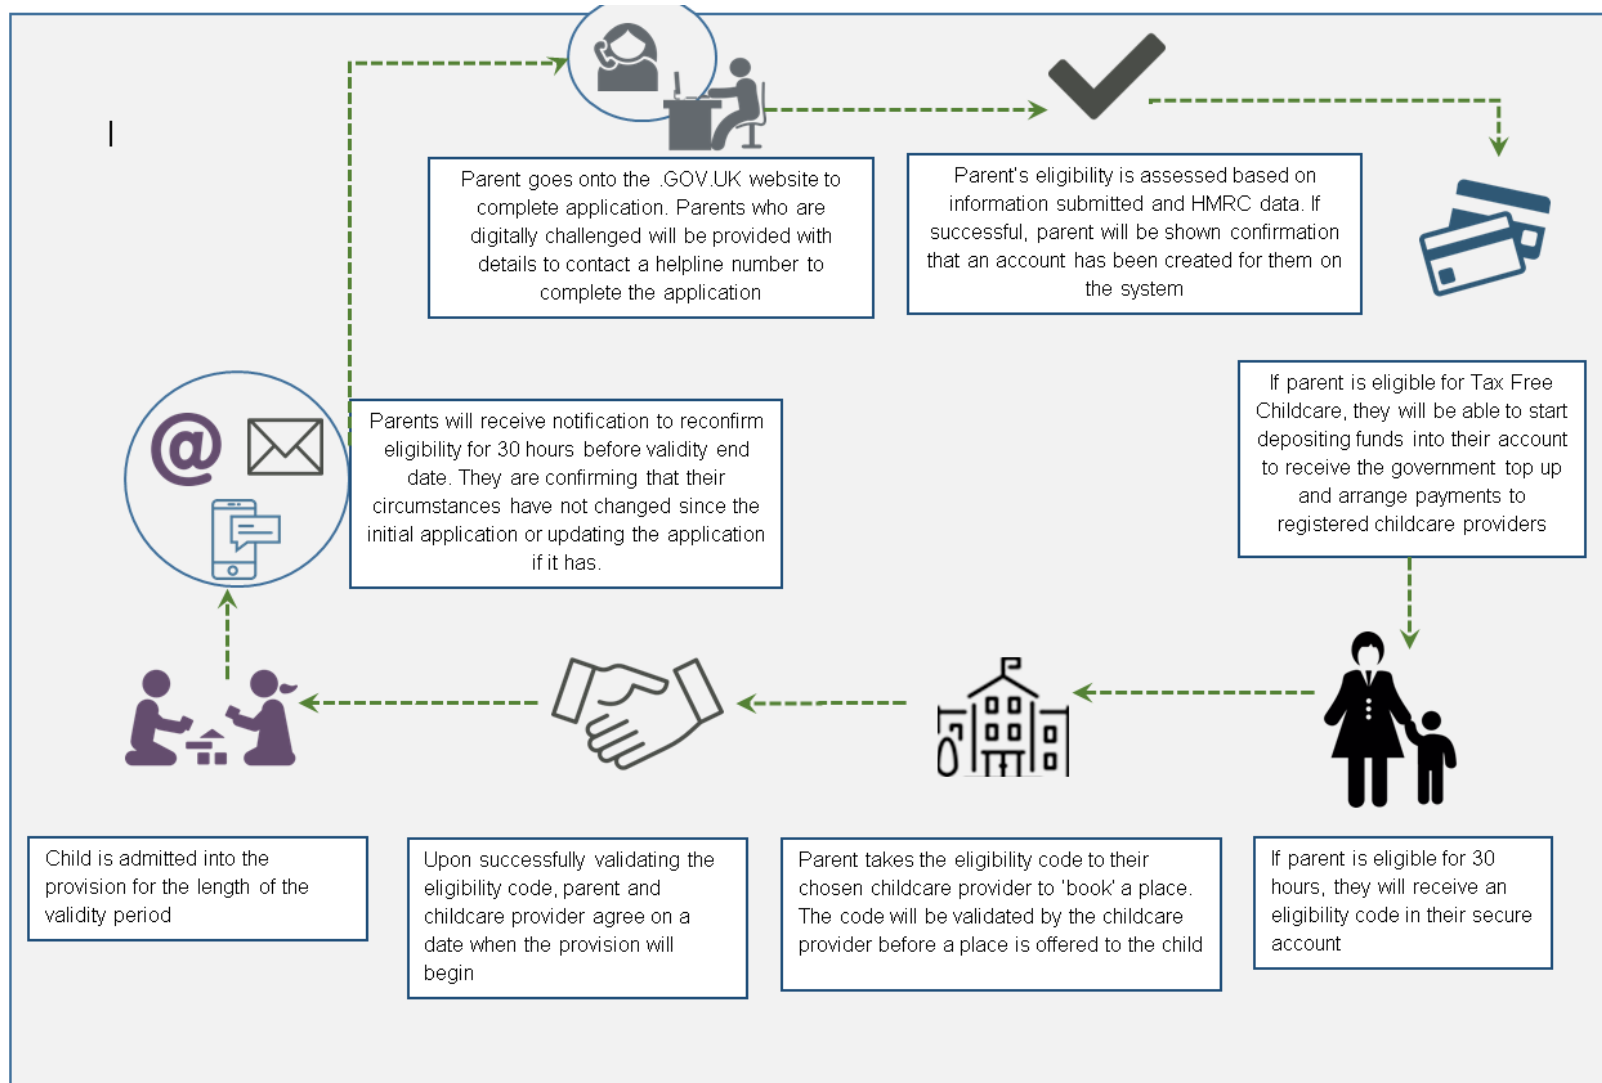 Parent goes onto the .GOV.UK website to
complete application. Parents who are
digitally challenged will be provided with
details to contact a helpline number to
complete the application
Parent's eligibility is assessed based on
information submitted and HMRC data. If
successful, parent will be shown confirmation
that an account has been created for them on
the system
If parent is eligible for Tax Free
Childcare, they will be able to start
depositing funds into their account
to receive the government top up
and arrange payments to
registered childcare providers
If parent is eligible for 30
hours, they will receive an
eligibility code in their secure
account
Parent takes the eligibility code to their
chosen childcare provider to 'book' a place.
The code will be validated by the childcare
provider before a place is offered to the child
Upon successfully validating the
eligibility code, parent and
childcare provider agree on a
date when the provision will
begin
Child is admitted into the
provision for the length of the
validity period
@
Parents will receive notification to reconfirm
eligibility for 30 hours before validity end
date. They are confirming that their
circumstances have not changed since the
initial application or updating the application
if it has.